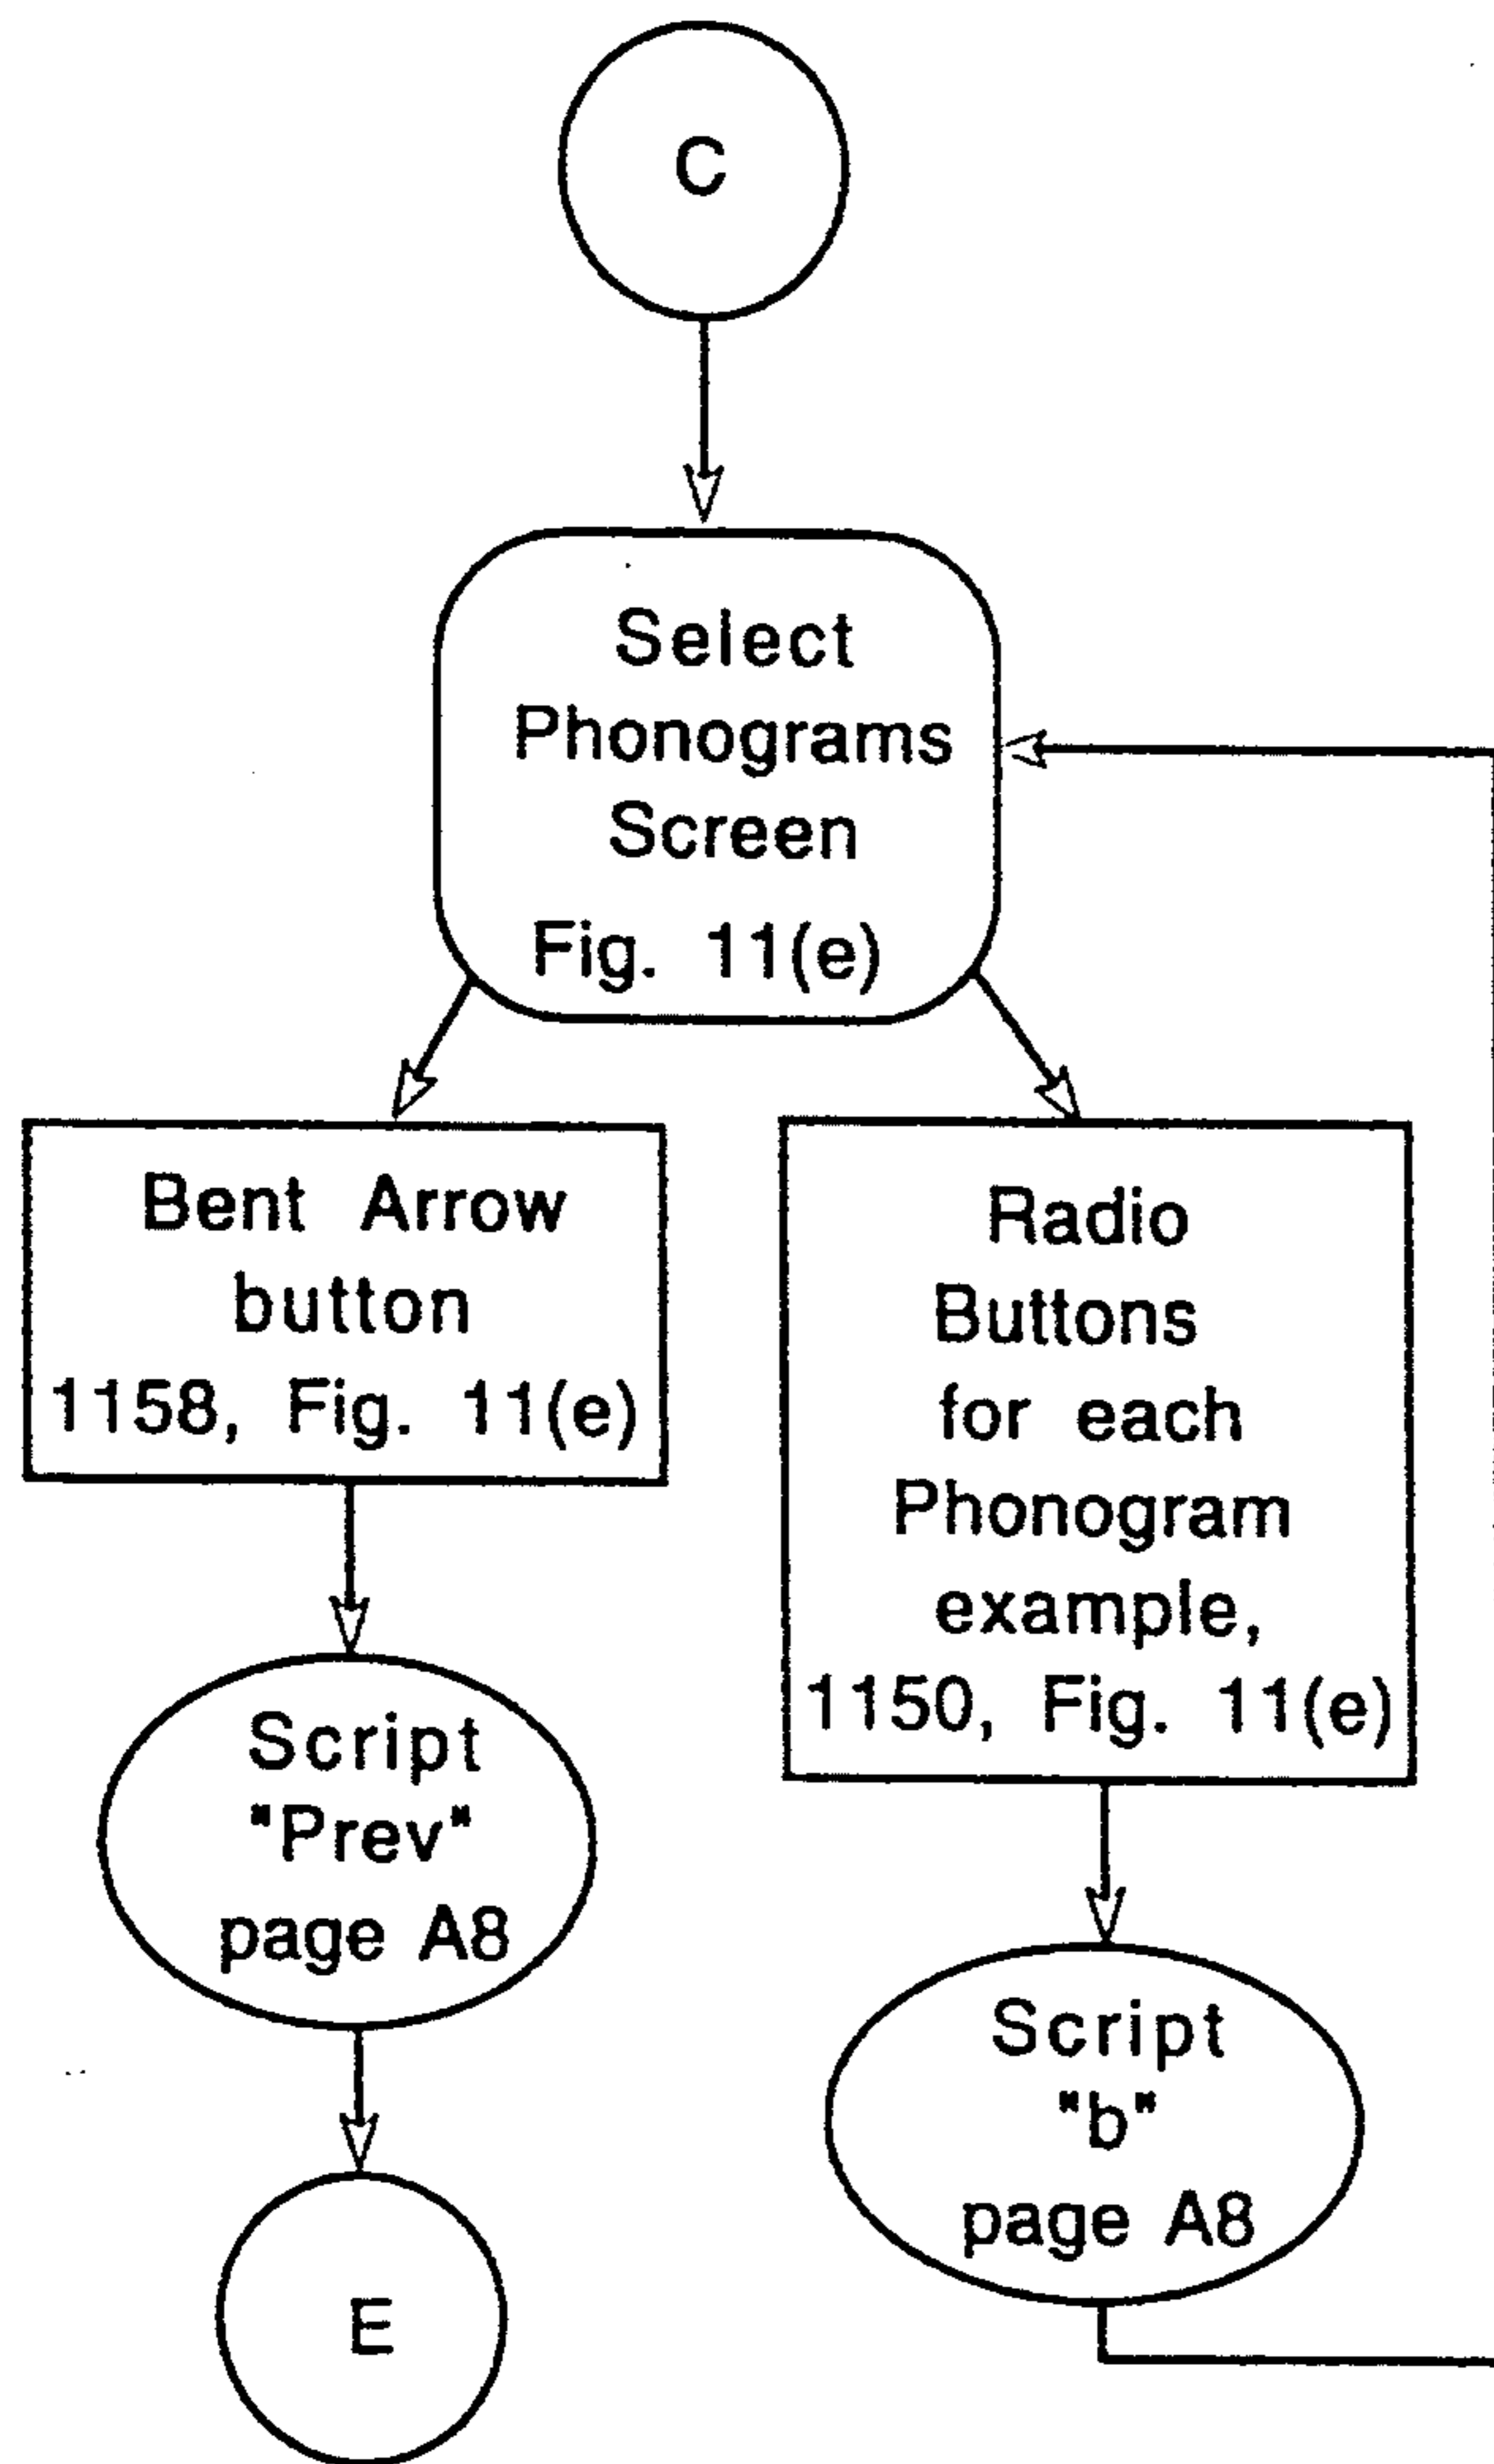 C
Select
Phonograms
Screen
Fig. 11(e)
Bent Arrow
button
1158, Fig. 11(e)
Radio
Buttons
for each
Phonogram
example,
1150, Fig. 11(e)
Script
"Prev"
page A8
Script
"b"
page A8
E